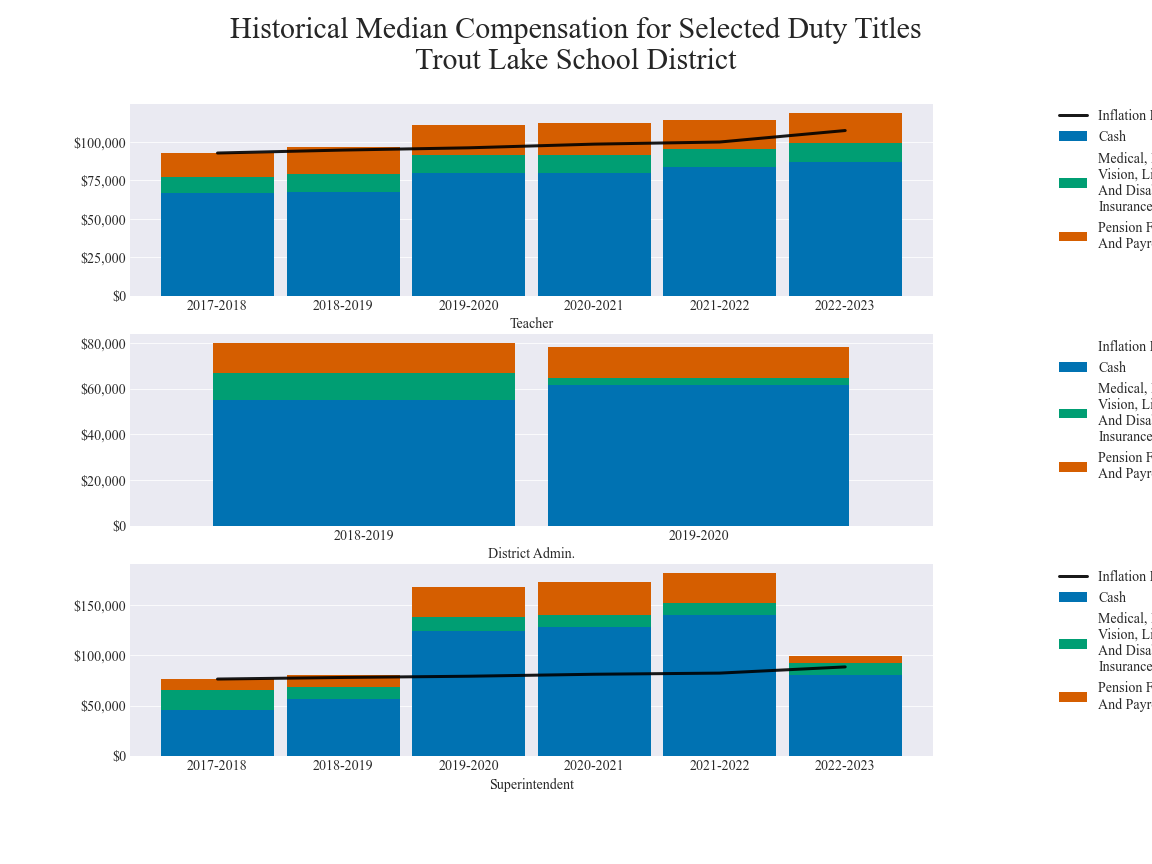 Historical Median Compensation for Selected Duty Titles
Trout Lake School District
$100,000
$75,000
$50,000
$25,000
$0
2017-2018 2018-2019 2019-2020 2020-2021 2021-2022 2022-2023
Teacher
Inflation
Cash
Medical,
Vision,
And
Insurance
Pension
And
$80,000
$60,000
$40,000
$20,000
$0
2018-2019 2019-2020
District Admin.
Inflation
Cash
Medical,
Vision,
And
Insurance
Pension
And
$150,000
$100,000
$50,000
$0
2017-2018 2018-2019 2019-2020 2020-2021 2021-2022 2022-2023
Superintendent
Inflation
Cash
Medical,
Vision,
And
Insurance
Pension
And